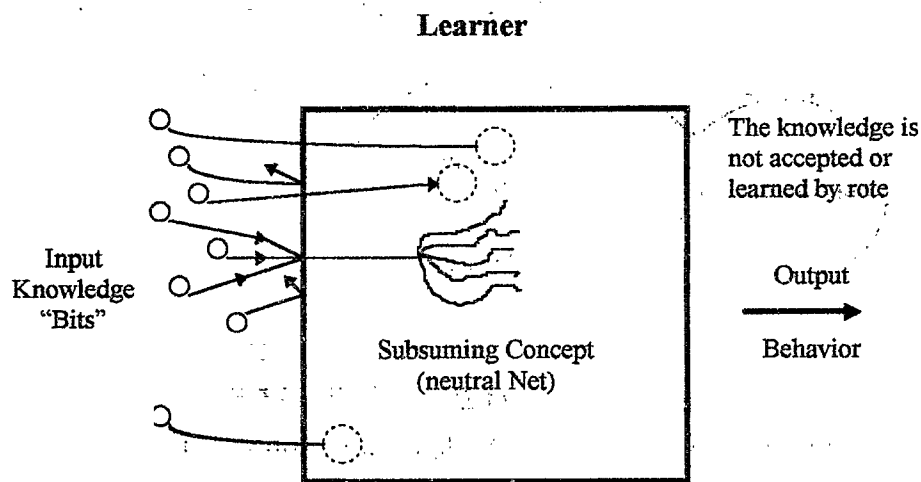 Learner
The knowledge is
not accepted or
learned by rote
Input
Knowledge
“Bits”
Subsuming Concept
(neutral Net)
Output
Behavior